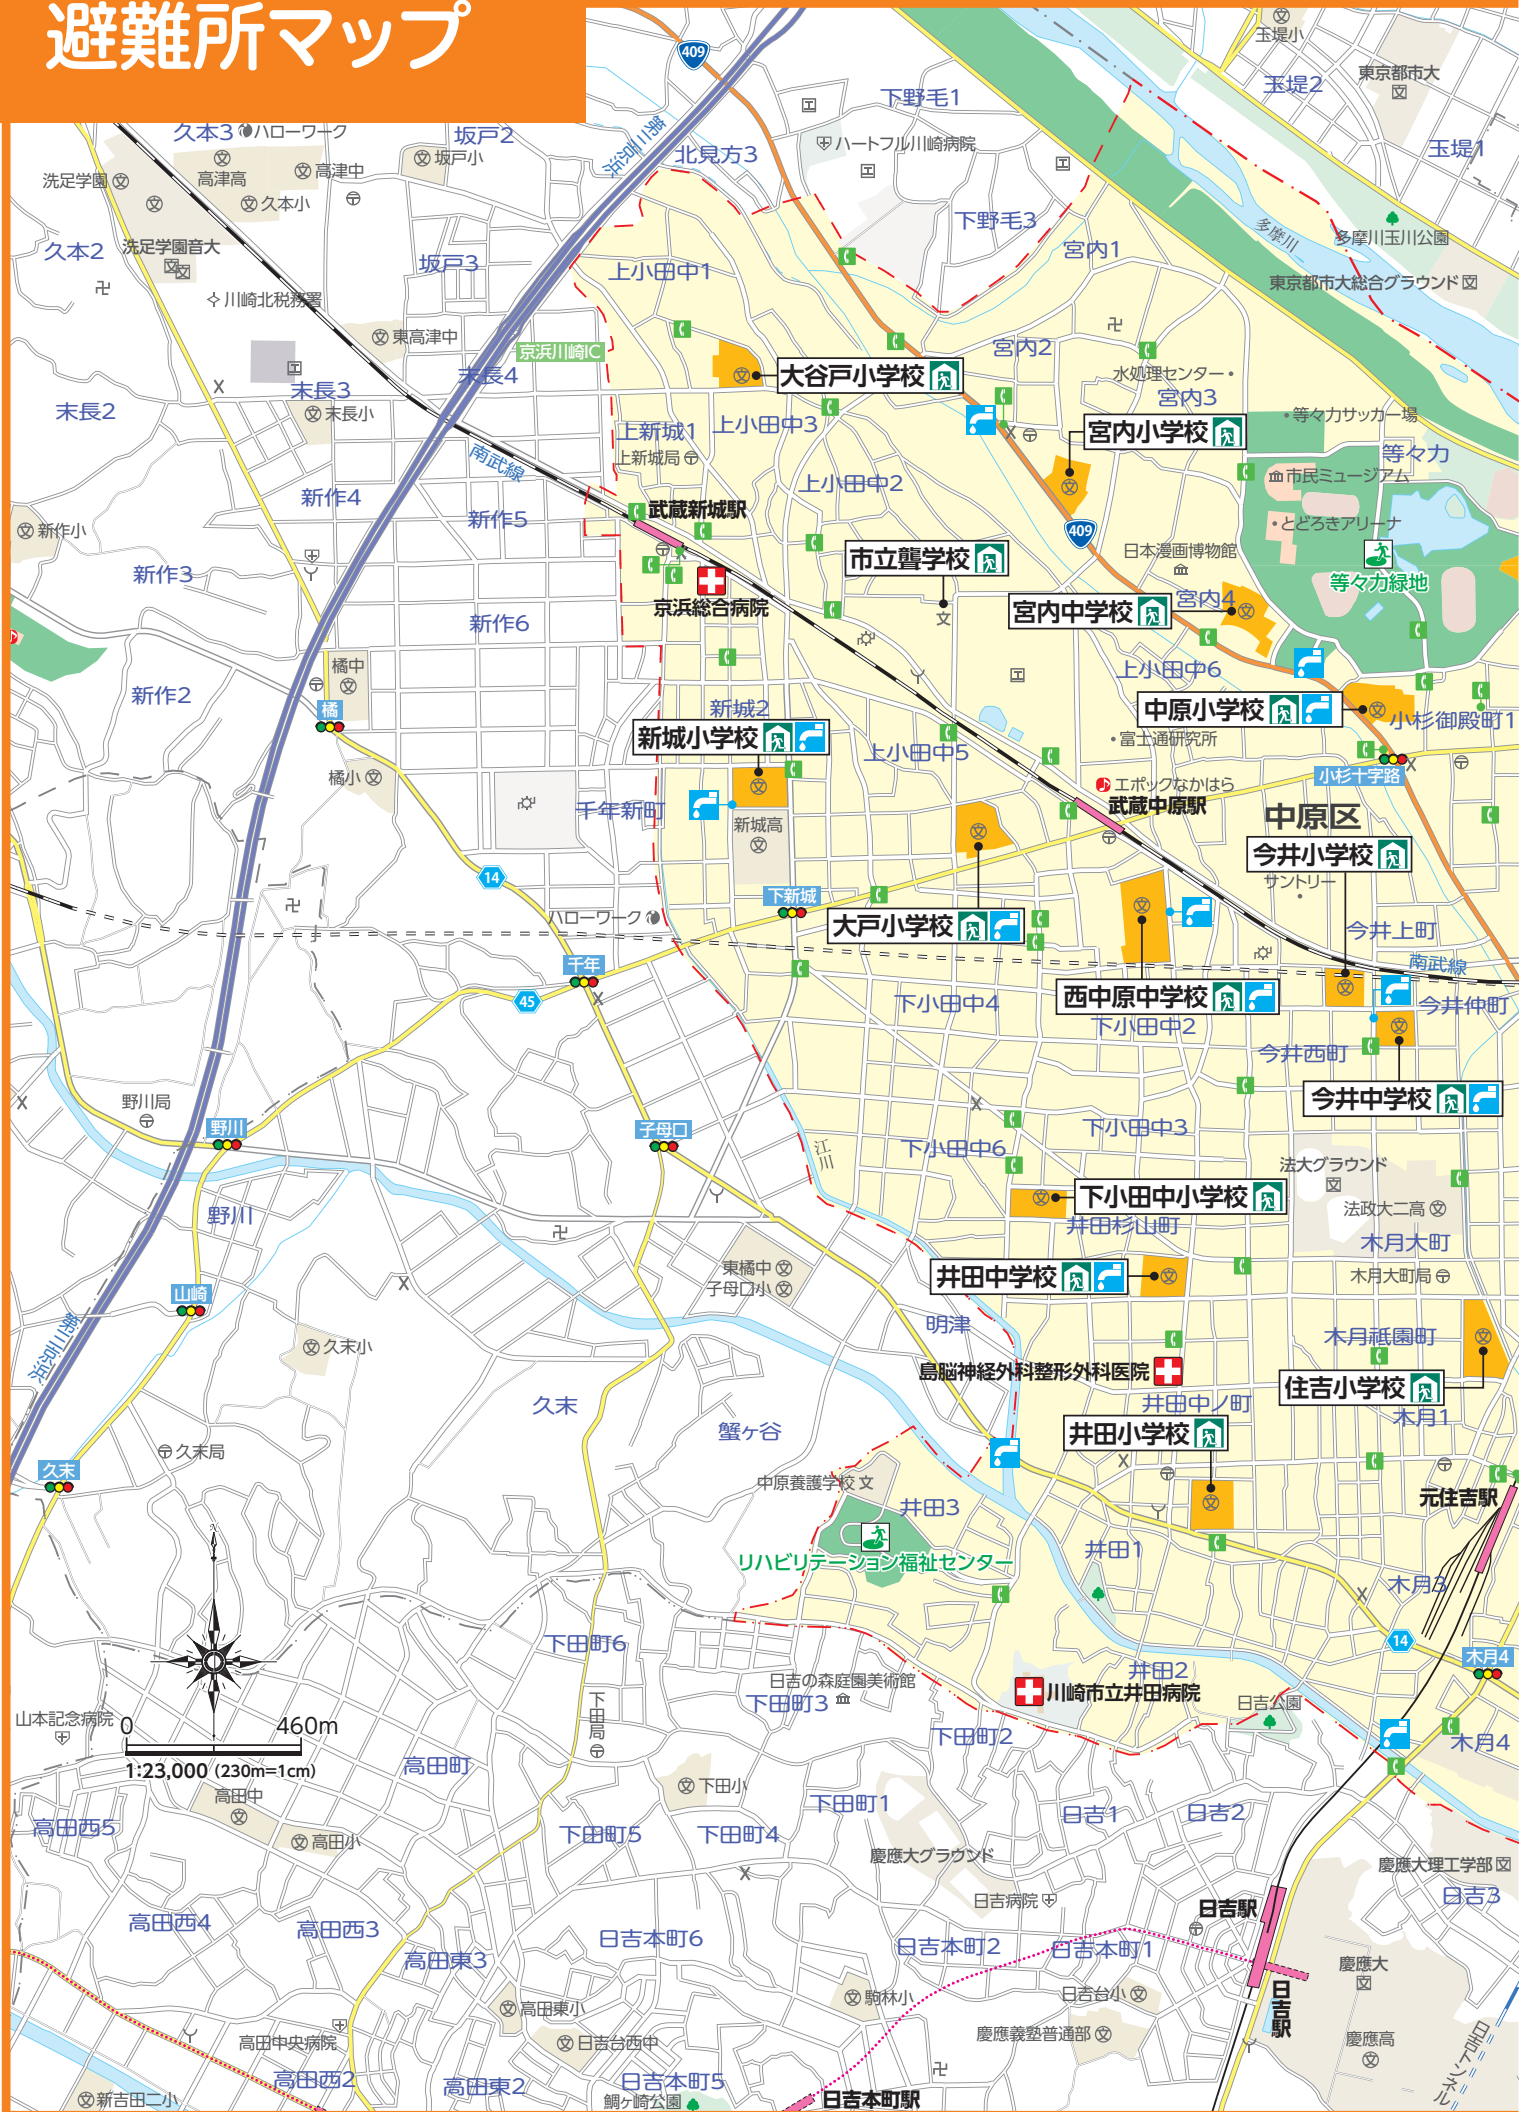 避難所マップ
409
玉堤小
東京都市大
玉堤2
下野毛1
久本3
ハローワーク
坂戸2
坂戸小
第三京浜
北見方3
ハートフル川崎病院
玉堤1
洗足学園
高津高
高津中
久本小
下野毛3
多摩川
多摩川玉川公園
久本2
洗足学園音大
坂戸3
上小田中1
宮内1
東京都市大総合グラウンド
川崎北税務署
東高津中
京浜川崎IC
宮内2
末長4
大谷戸小学校
水処理センター
末長3
宮内3
末長2
末長小
上新城1
上小田中3
宮内小学校
等々力サッカー場
上新城局
等々力
南武線
市民ミュージアム
新作4
上小田中2
武蔵新城駅
新作5
とどろきアリーナ
新作小
409
市立聾学校
日本漫画博物館
新作3
等々力緑地
京浜総合病院
宮内中学校
宮内4
新作6
橘中
上小田中6
新作2
橘
新城2
中原小学校
小杉御殿町1
新城小学校
富士通研究所
上小田中5
橘小
エポックなかはら
小杉十字路
武蔵中原駅
千年新町
新城高
中原区
今井小学校
14
サントリー
下新城
ハローワーク
大戸小学校
今井上町
千年
南武線
45
西中原中学校
下小田中4
今井仲町
下小田中2
今井西町
野川局
今井中学校
野川
子母口
下小田中3
江川
下小田中6
法大グラウンド
下小田中小学校
法政大二高
野川
井田杉山町
木月大町
東橘中
子母口小
井田中学校
木月大町局
山崎
明津
木月祗園町
第三京浜
久末小
島脳神経外科整形外科医院
住吉小学校
久末
井田中ノ町
木月1
蟹ヶ谷
井田小学校
久末局
久末
中原養護学校
元住吉駅
井田3
リハビリテーション福祉センター
井田1
木月3
下田町6
14
木月4
井田2
日吉の森庭園美術館
川崎市立井田病院
下田町3
日吉公園
下田局
山本記念病院
0
460m
下田町2
木月4
1:23,000 (230m=1cm)
高田町
下田小
高田中
下田町1
日吉1
日吉2
高田西5
高田小
下田町5
下田町4
慶應大グラウンド
慶應大理工学部
日吉3
日吉病院
日吉駅
高田西4
高田西3
日吉本町6
日吉本町2
日吉本町1
高田東3
慶應大
日吉台小
駒林小
高田東小
日吉駅
慶應義塾普通部
日吉台西中
高田中央病院
慶應高
日吉トンネル
高田西2
高田東2
日吉本町5
新吉田二小
鯛ヶ崎公園
日吉本町駅